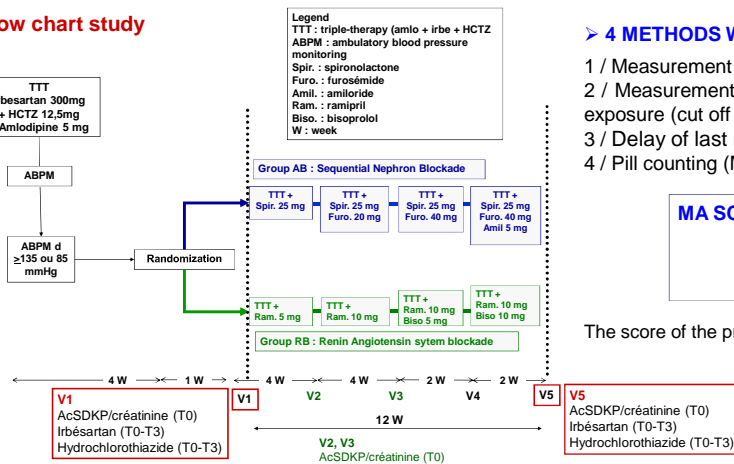 ow chart study
Legend
TTT : triple-therapy (amlo + irbe + HCTZ
ABPM : ambulatory blood pressure
monitoring
Spir. : spironolactone
Furo. : furosémide
Amil. : amiloride
Ram. : ramipril
Biso. : bisoprolol
W : week
TTT
besartan 300mg
+ HCTZ 12,5mg
Amlodipine 5 mg
ABPM
ABPM d
≥135 ou 85
mmHg
Randomization
Group AB : Sequential Nephron Blockade
TTT +
Spir. 25 mg
TTT +
Spir. 25 mg
Furo. 20 mg
TTT +
Spir. 25 mg
Furo. 40 mg
TTT +
Spir. 25 mg
Furo. 40 mg
Amil 5 mg
TTT +
Ram. 5 mg
TTT +
Ram. 10 mg
TTT +
Ram. 10 mg
Biso 5 mg
TTT +
Ram. 10 mg
Biso 10 mg
Group RB : Renin Angiotensin sytem blockade
4 W
1 W
4 W
4 W
2 W
2 W
V1
V2
V3
V4
V5
12 W
V1
AcSDKP/créatinine (T0)
Irbésartan (T0-T3)
Hydrochlorothiazide (T0-T3)
V2, V3
AcSDKP/créatinine (T0)
V5
AcSDKP/créatinine (T0)
Irbésartan (T0-T3)
Hydrochlorothiazide (T0-T3)
➢ 4 METHODS W
1 / Measurement
2 / Measurement
exposure (cut off
3 / Delay of last
4 / Pill counting (M
MA SC
The score of the pr